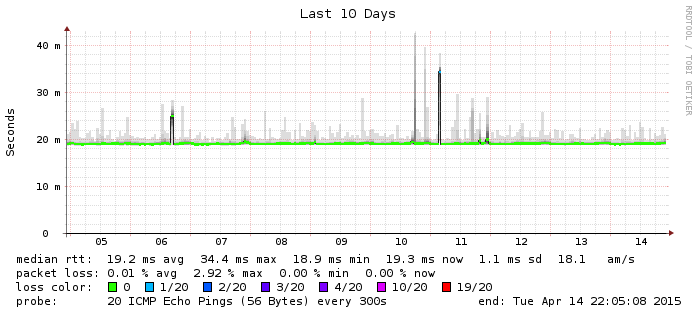 Last 10 Days
RRDTOOL / TOBI OETIKER
Seconds
40 m
30 m
20 m
10 m
0
05 06 07 08 09 10 11 12 13 14
median rtt: 19.2 ms avg 34.4 ms max 18.9 ms min 19.3 ms now 1.1 ms sd 18.1 am/s
packet loss: 0.01 % avg 2.92 % max 0.00 % min 0.00 % now
loss color: 0 1/20 2/20 3/20 4/20 10/20 19/20
probe: 20 ICMP Echo Pings (56 Bytes) every 300s end: Tue Apr 14 22:05:08 2015